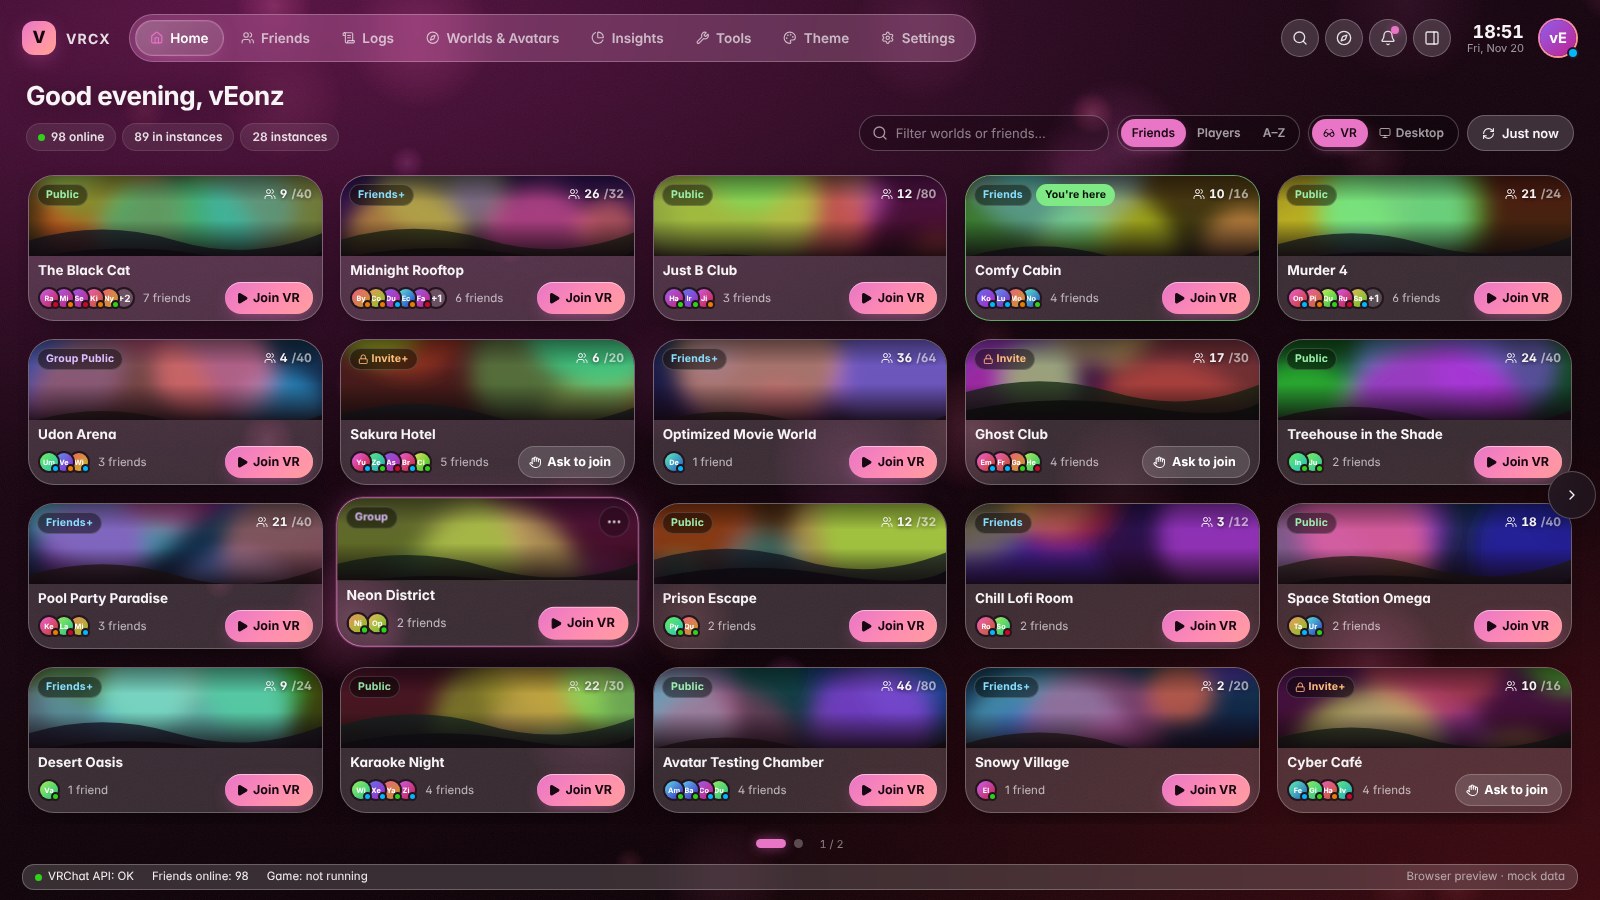 V VRCX Home Friends Logs Worlds & Avatars Insights Tools Theme Settings 18:51 vE
Fri, Nov 20
Good evening, vEonz
98 online 89 in instances 28 instances Filter worlds or friends... Friends Players A–Z VR Desktop Just now
Public 9 /40 Friends+ 26 /32 Public 12 /80 Friends You're here 10 /16 Public 21 /24
The Black Cat Midnight Rooftop Just B Club Comfy Cabin Murder 4
+2 7 friends Join VR +1 6 friends Join VR 3 friends Join VR 4 friends Join VR +1 6 friends Join VR
Group Public 4 /40 Invite+ 6 /20 Friends+ 36 /64 Invite 17 /30 Public 24 /40
Udon Arena Sakura Hotel Optimized Movie World Ghost Club Treehouse in the Shade
3 friends Join VR 5 friends Ask to join 1 friend Join VR 4 friends Ask to join 2 friends Join VR
Friends+ 21 /40 Group Public 12 /32 Friends 3 /12 Public 18 /40
Pool Party Paradise Neon District Prison Escape Chill Lofi Room Space Station Omega
3 friends Join VR Ni Op 2 friends Join VR 2 friends Join VR 2 friends Join VR 2 friends Join VR
Friends+ 9 /24 Public 22 /30 Public 46 /80 Friends+ 2 /20 Invite+ 10 /16
Desert Oasis Karaoke Night Avatar Testing Chamber Snowy Village Cyber Café
1 friend Join VR 4 friends Join VR 4 friends Join VR 1 friend Join VR 4 friends Ask to join
1 / 2
VRChat API: OK Friends online: 98 Game: not running Browser preview · mock data